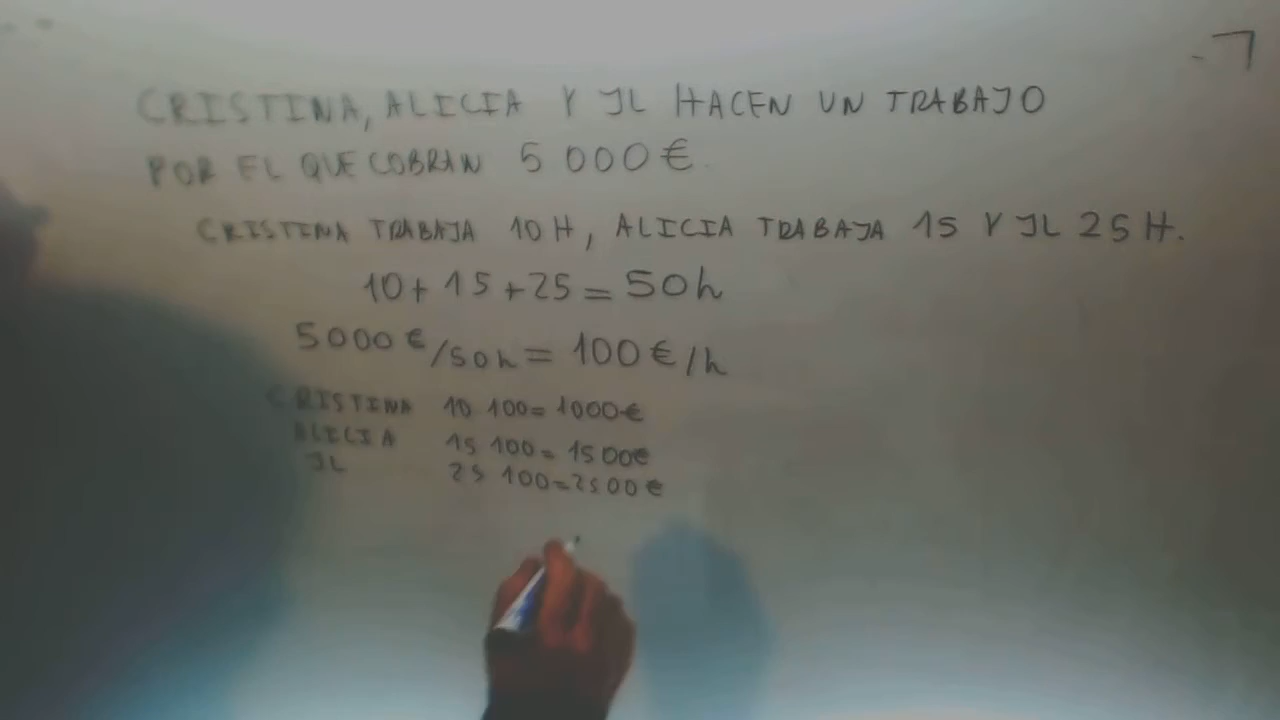 CRISTINA, ALICIA Y JL HACEN UN TRABAJO
POR EL QUE COBRAN 5 000 €.
CRISTINA TRABAJA 10 H, ALICIA TRABAJA 15 Y JL 25 H.
10 + 15 + 25 = 50 h
5000 €/50 h = 100 €/h
CRISTINA 10 100 = 1000 €
ALICIA 15 100 = 1500 €
JL 25 100 = 2500 €